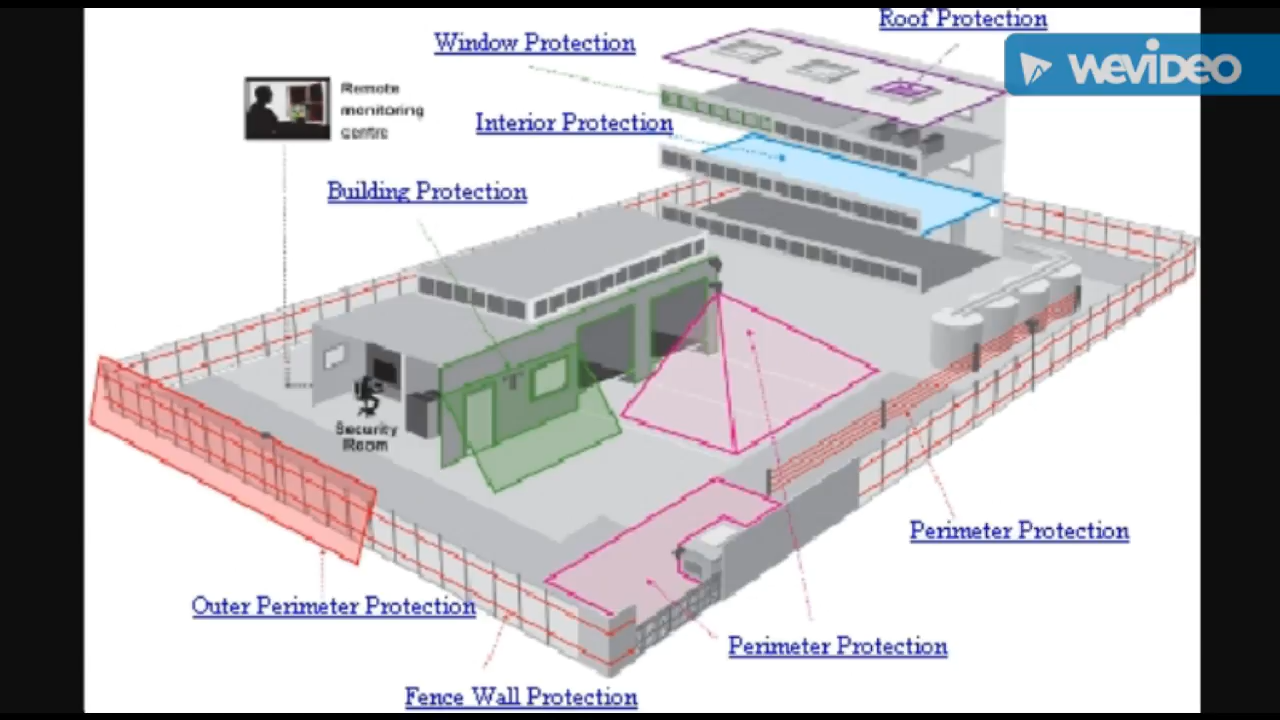 Roof Protection
Window Protection
WEVIDEO
Remote
monitoring
centre
Interior Protection
Building Protection
Security
Room
Perimeter Protection
Outer Perimeter Protection
Perimeter Protection
Fence Wall Protection